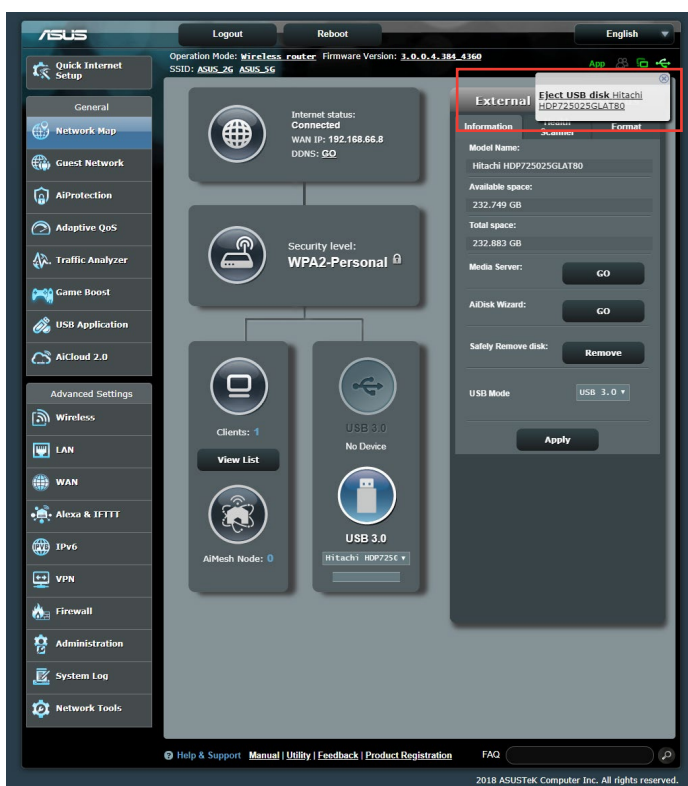 ASUS
Logout
Reboot
English
Quick Internet
Setup
Operation Mode: Wireless router Firmware Version: 3.0.0.4.384_4360
SSID: ASUS_2G ASUS_5G
App
General
Network Map
Guest Network
AiProtection
Adaptive QoS
Traffic Analyzer
Game Boost
USB Application
AiCloud 2.0
Advanced Settings
Wireless
LAN
WAN
Alexa & IFTTT
IPv6
VPN
Firewall
Administration
System Log
Network Tools
Internet status:
Connected
WAN IP: 192.168.66.8
DDNS: GO
Security level:
WPA2-Personal
Clients: 1
View List
AiMesh Node: 0
USB 3.0
No Device
USB 3.0
Hitachi HDP725
External
Eject USB disk Hitachi
HDP725025GLAT80
Information
Health
Scanner
Format
Model Name:
Hitachi HDP725025GLAT80
Available space:
232.749 GB
Total space:
232.883 GB
Media Server:
GO
AiDisk Wizard:
GO
Safely Remove disk:
Remove
USB Mode
USB 3.0
Apply
Help & Support Manual | Utility | Feedback | Product Registration
FAQ
2018 ASUSTeK Computer Inc. All rights reserved.